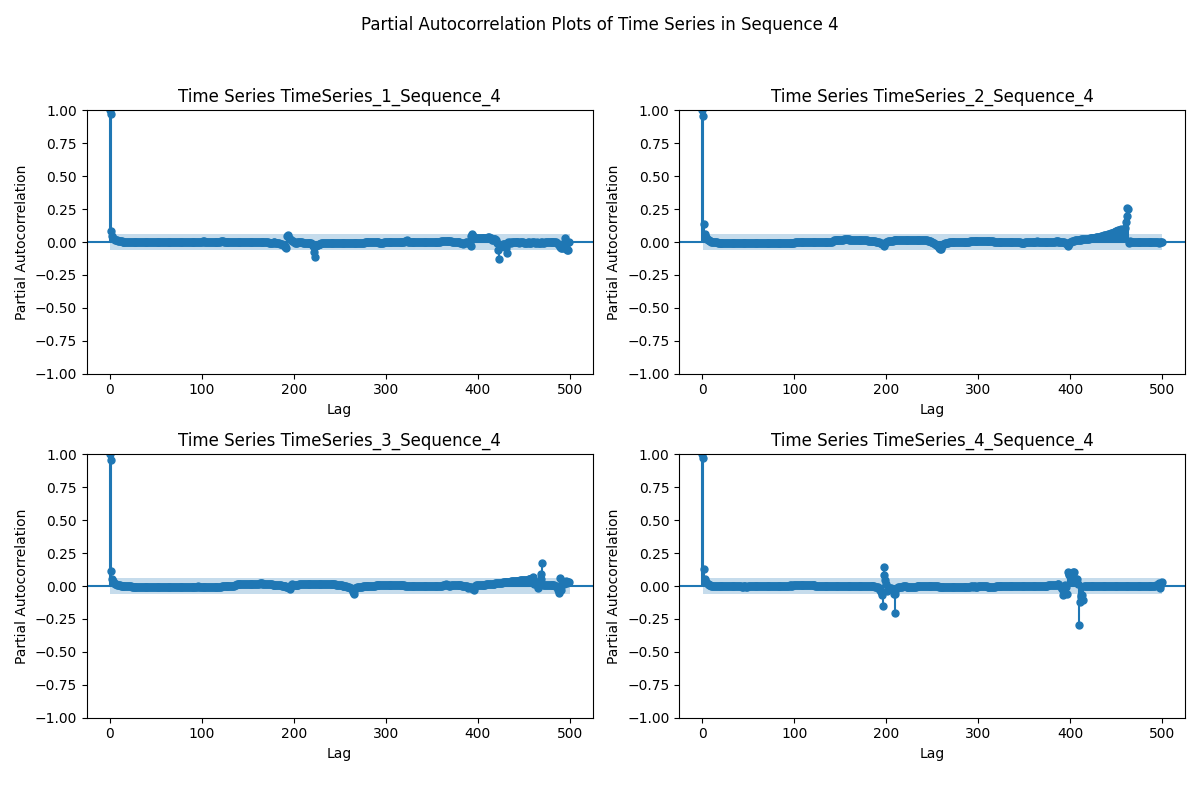 Partial Autocorrelation Plots of Time Series in Sequence 4
Time Series TimeSeries_1_Sequence_4
1.00
0.75
0.50
0.25
0.00
−0.25
−0.50
−0.75
−1.00
Partial Autocorrelation
0 100 200 300 400 500
Lag
Time Series TimeSeries_2_Sequence_4
1.00
0.75
0.50
0.25
0.00
−0.25
−0.50
−0.75
−1.00
Partial Autocorrelation
0 100 200 300 400 500
Lag
Time Series TimeSeries_3_Sequence_4
1.00
0.75
0.50
0.25
0.00
−0.25
−0.50
−0.75
−1.00
Partial Autocorrelation
0 100 200 300 400 500
Lag
Time Series TimeSeries_4_Sequence_4
1.00
0.75
0.50
0.25
0.00
−0.25
−0.50
−0.75
−1.00
Partial Autocorrelation
0 100 200 300 400 500
Lag